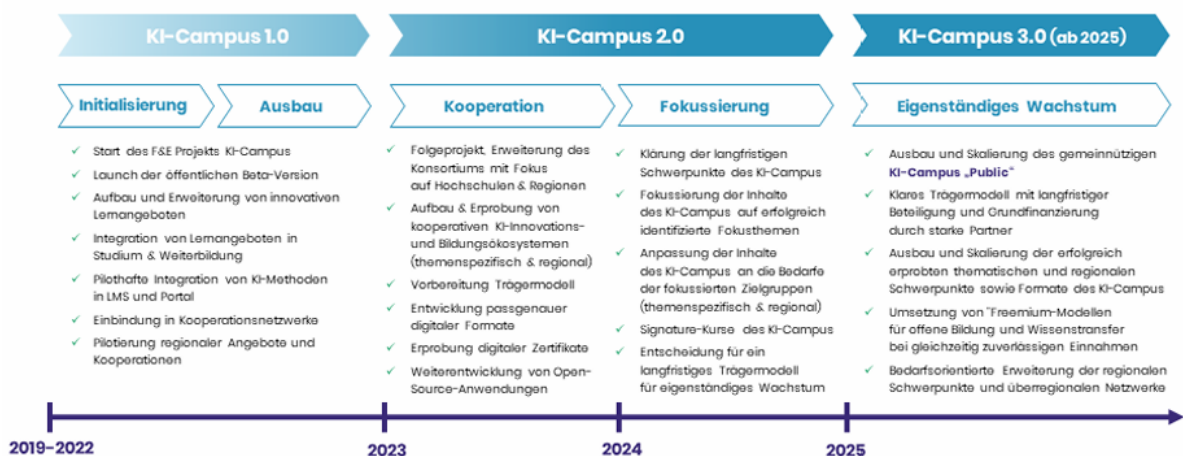 KI-Campus 1.0
KI-Campus 2.0
KI-Campus 3.0 (ab 2025)
Initialisierung
Ausbau
Kooperation
Fokussierung
Eigenständiges Wachstum
Start des F&E Projekts KI-Campus
Launch der öffentlichen Beta-Version
Aufbau und Erweiterung von innovativen
Lernangeboten
Integration von Lernangeboten in
Studium & Weiterbildung
Pilothafte Integration von KI-Methoden
in LMS und Portal
Einbindung in Kooperationsnetzwerke
Pilotierung regionaler Angebote und
Kooperationen
Folgeprojekt, Erweiterung des
Konsortiums mit Fokus
auf Hochschulen & Regionen
Aufbau & Erprobung von
kooperativen KI-Innovations-
und Bildungsökosystemen
(themenspezifisch & regional)
Vorbereitung Trägermodell
Entwicklung passgenauer
digitaler Formate
Erprobung digitaler Zertifikate
Weiterentwicklung von Open-
Source-Anwendungen
Klärung der langfristigen
Schwerpunkte des KI-Campus
Fokussierung der Inhalte
des KI-Campus auf erfolgreich
identifizierte Fokusthemen
Anpassung der Inhalte
des KI-Campus an die Bedarfe
der fokussierten Zielgruppen
(themenspezifisch & regional)
Signature-Kurse des KI-Campus
Entscheidung für ein
langfristiges Trägermodell
für eigenständiges Wachstum
Ausbau und Skalierung des gemeinnützigen
KI-Campus „Public“
Klares Trägermodell mit langfristiger
Beteiligung und Grundfinanzierung
durch starke Partner
Ausbau und Skalierung der erfolgreich
erprobten thematischen und regionalen
Schwerpunkte sowie Formate des KI-Campus
Umsetzung von "Freemium-Modellen
für offene Bildung und Wissenstransfer
bei gleichzeitig zuverlässigen Einnahmen
Bedarfsorientierte Erweiterung der regionalen
Schwerpunkte und überregionalen Netzwerke
2019-2022
2023
2024
2025